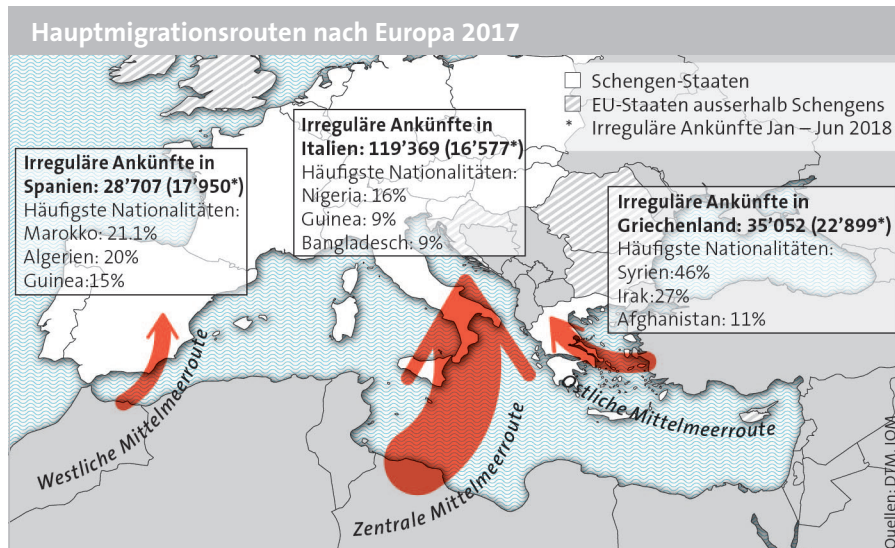 Hauptmigrationsrouten nach Europa 2017
Schengen-Staaten
EU-Staaten ausserhalb Schengens
* Irreguläre Ankünfte Jan – Jun 2018
Irreguläre Ankünfte in
Italien: 119’369 (16’577*)
Häufigste Nationalitäten:
Nigeria: 16%
Guinea: 9%
Bangladesch: 9%
Irreguläre Ankünfte in
Spanien: 28’707 (17’950*)
Häufigste Nationalitäten:
Marokko: 21.1%
Algerien: 20%
Guinea:15%
Irreguläre Ankünfte in
Griechenland: 35’052 (22’899*)
Häufigste Nationalitäten:
Syrien:46%
Irak:27%
Afghanistan: 11%
Westliche Mittelmeerroute
Zentrale Mittelmeerroute
Östliche Mittelmeerroute
Quellen: DTM, IOM